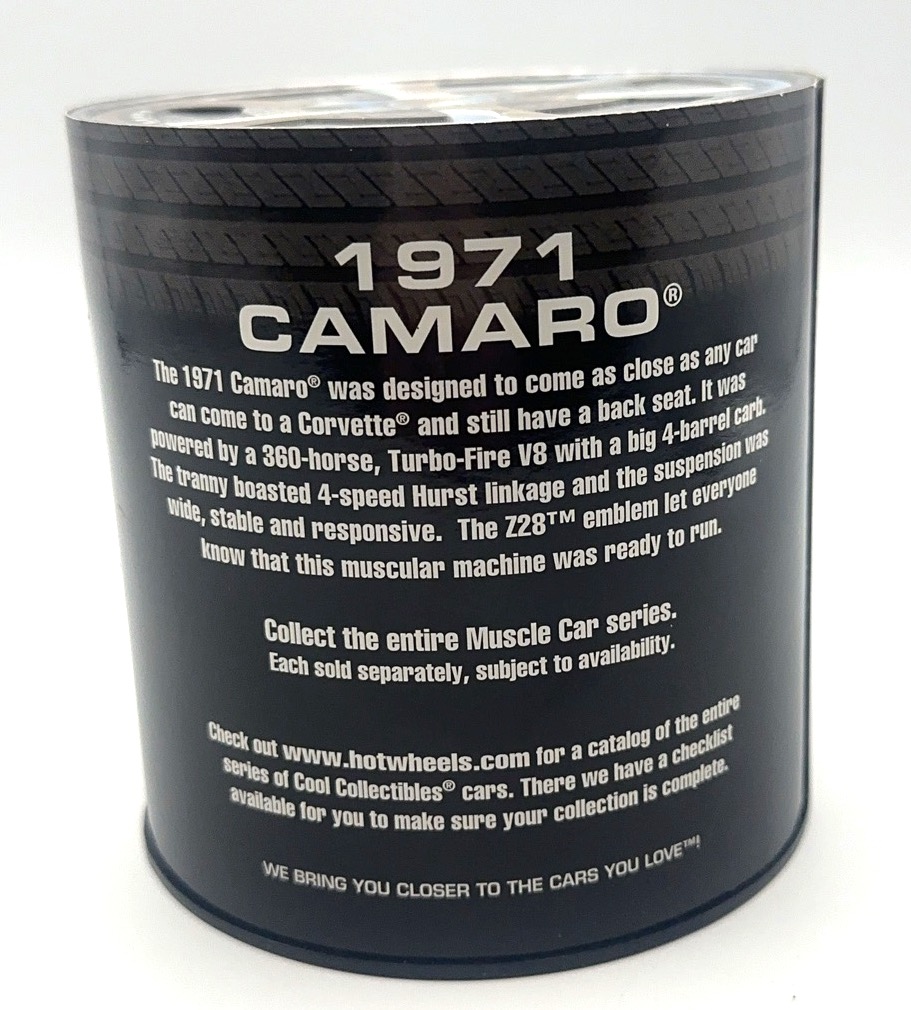 1971
CAMARO®
The 1971 Camaro® was designed to come as close as any car
can come to a Corvette® and still have a back seat. It was
powered by a 360-horse, Turbo-Fire V8 with a big 4-barrel carb.
The tranny boasted 4-speed Hurst linkage and the suspension was
wide, stable and responsive. The Z28™ emblem let everyone
know that this muscular machine was ready to run.
Collect the entire Muscle Car series.
Each sold separately, subject to availability.
Check out www.hotwheels.com for a catalog of the entire
series of Cool Collectibles® cars. There we have a checklist
available for you to make sure your collection is complete.
WE BRING YOU CLOSER TO THE CARS YOU LOVE™!